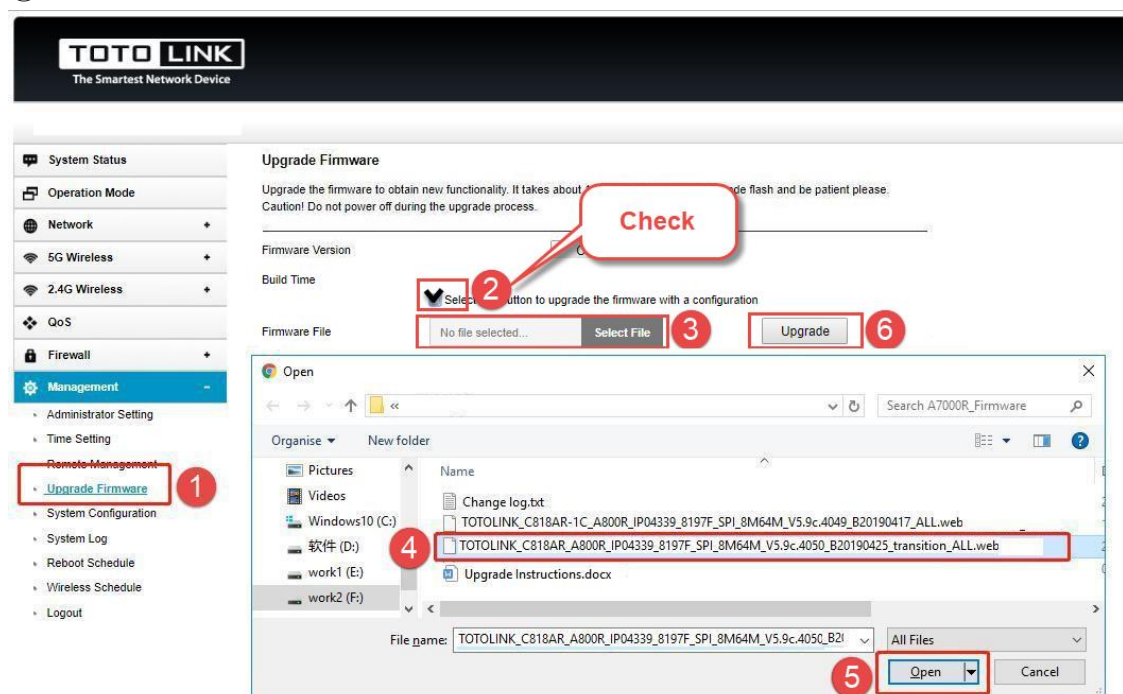 TOTO LINK
The Smartest Network Device
System Status
Operation Mode
Network +
5G Wireless +
2.4G Wireless +
QoS
Firewall +
Management -
Administrator Setting
Time Setting
Remote Management
Upgrade Firmware
1
System Configuration
System Log
Reboot Schedule
Wireless Schedule
Logout
Upgrade Firmware
Upgrade the firmware to obtain new functionality. It takes about flash and be patient please.
Caution! Do not power off during the upgrade process.
Check
Firmware Version
Build Time
2
to upgrade the firmware with a configuration
Firmware File No file selected... Select File 3 Upgrade 6
Open
« Search A7000R_Firmware
Organise New folder
Pictures
Videos
Windows10 (C:)
软件 (D:)
work1 (E:)
work2 (F:)
Name
Change log.txt
TOTOLINK_C818AR-1C_A800R_IP04339_8197F_SPI_8M64M_V5.9c.4049_B20190417_ALL.web
4 TOTOLINK_C818AR_A800R_IP04339_8197F_SPI_8M64M_V5.9c.4050_B20190425_transition_ALL.web
Upgrade Instructions.docx
File name: TOTOLINK_C818AR_A800R_IP04339_8197F_SPI_8M64M_V5.9c.4050_B20 All Files
5 Open Cancel